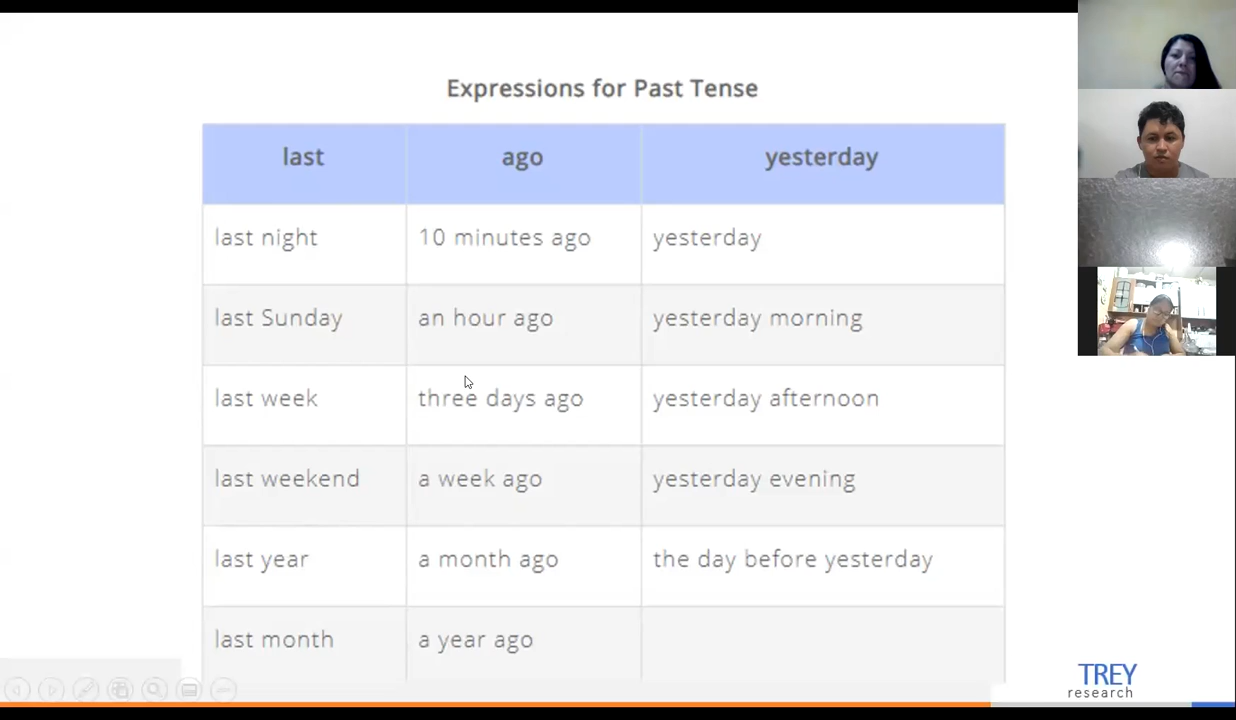 Expressions for Past Tense
last ago yesterday
last night 10 minutes ago yesterday
last Sunday an hour ago yesterday morning
last week three days ago yesterday afternoon
last weekend a week ago yesterday evening
last year a month ago the day before yesterday
last month a year ago
TREY
research